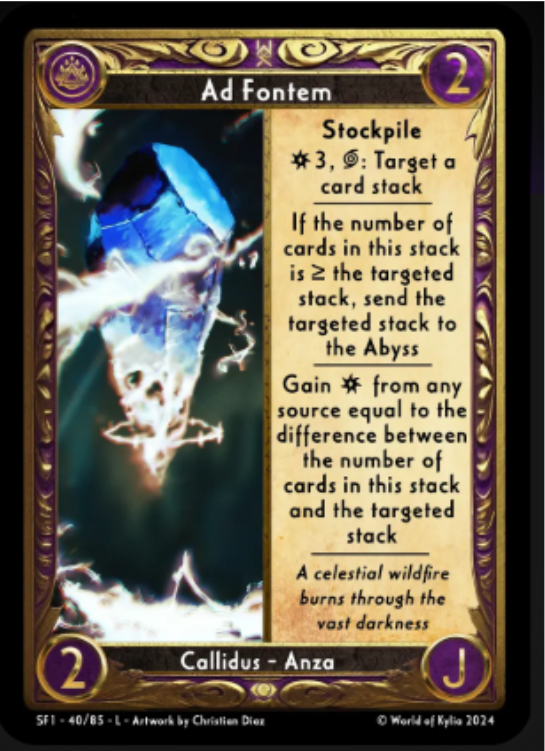 2
Ad Fontem
Stockpile
3, : Target a
card stack
If the number of
cards in this stack
is ≥ the targeted
stack, send the
targeted stack to
the Abyss
Gain from any
source equal to the
difference between
the number of
cards in this stack
and the targeted
stack
A celestial wildfire
burns through the
vast darkness
2
Callidus - Anza
J
SF1 - 40/85 - L - Artwork by Christian Diaz
© World of Kylia 2024